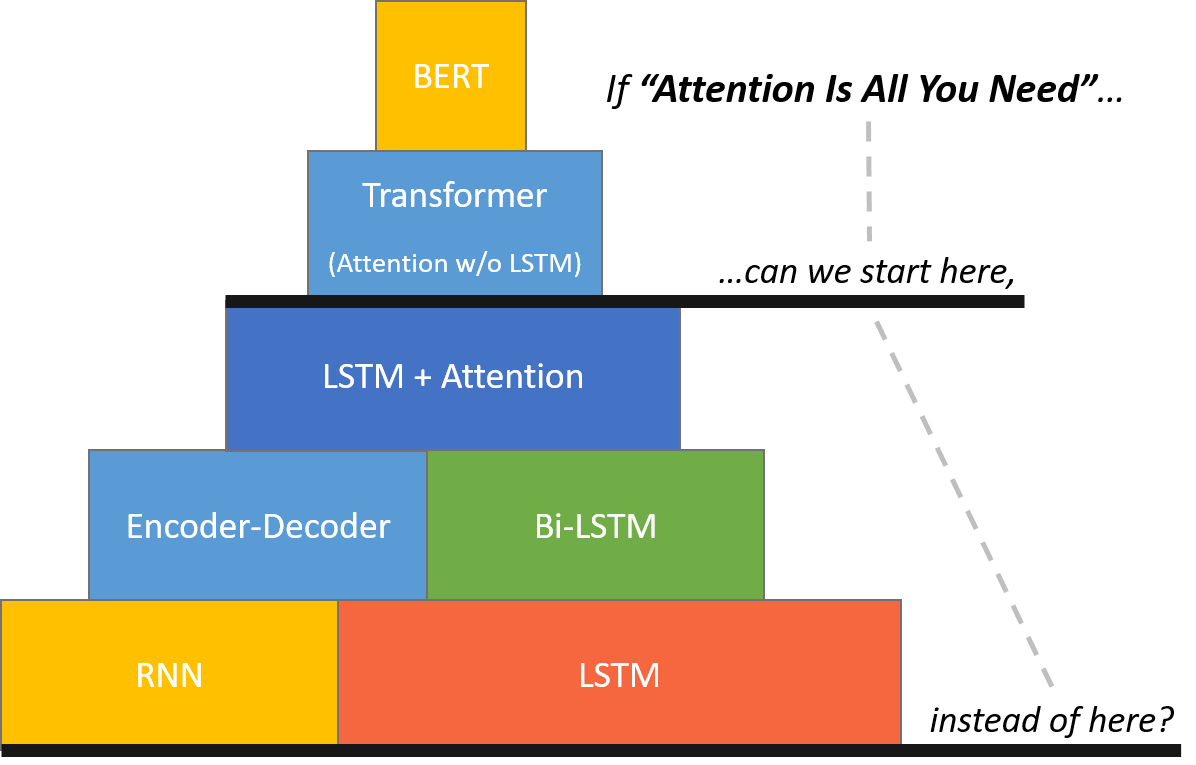 BERT
If “Attention Is All You Need”…
Transformer
(Attention w/o LSTM)
…can we start here,
LSTM + Attention
Encoder-Decoder
Bi-LSTM
RNN
LSTM
instead of here?